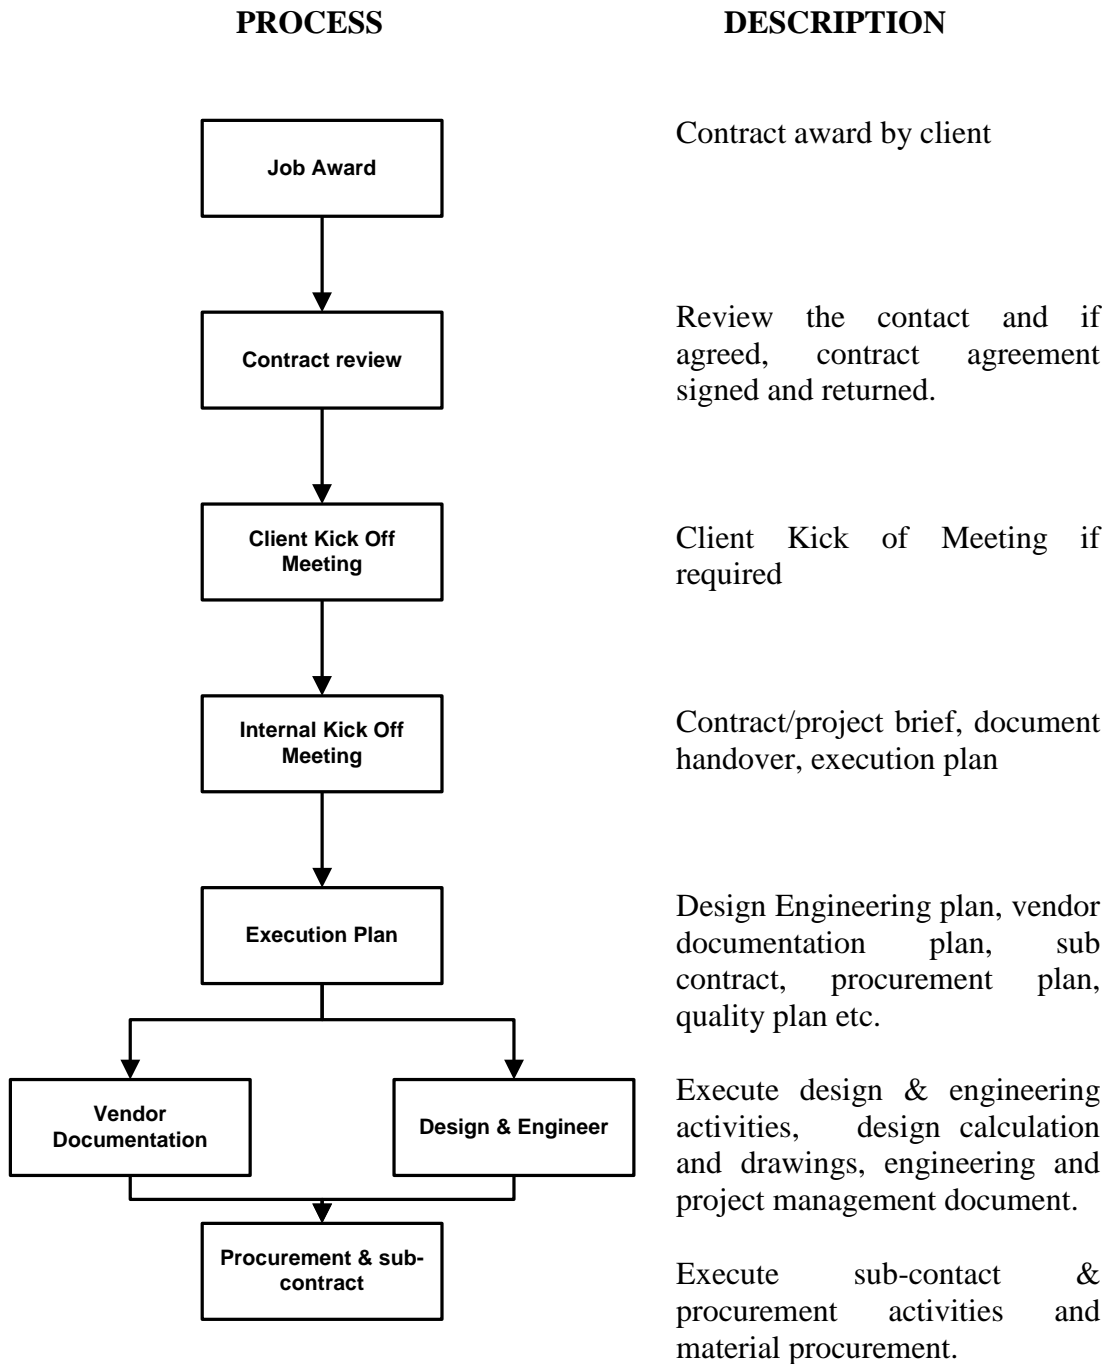 PROCESS DESCRIPTION
Job Award
Contract award by client
Contract review
Review the contact and if
agreed, contract agreement
signed and returned.
Client Kick Off
Meeting
Client Kick of Meeting if
required
Internal Kick Off
Meeting
Contract/project brief, document
handover, execution plan
Execution Plan
Design Engineering plan, vendor
documentation plan, sub
contract, procurement plan,
quality plan etc.
Vendor
Documentation
Design & Engineer
Execute design & engineering
activities, design calculation
and drawings, engineering and
project management document.
Procurement & sub-
contract
Execute sub-contact &
procurement activities and
material procurement.